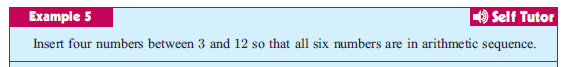 Example 5
Self Tutor
Insert four numbers between 3 and 12 so that all six numbers are in arithmetic sequence.